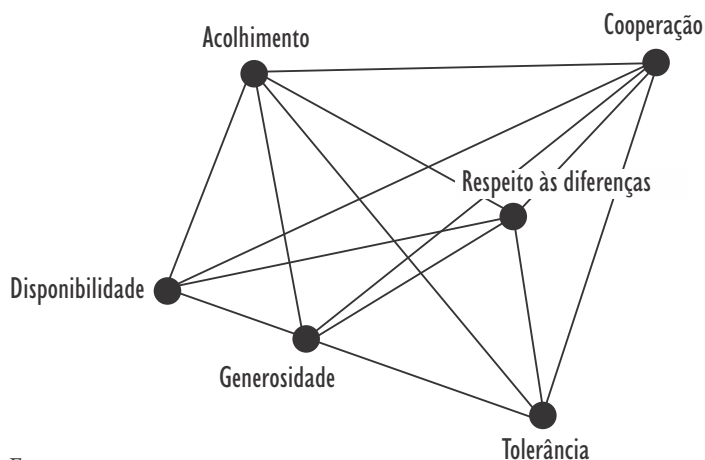 Cooperação
Acolhimento
Respeito às diferenças
Disponibilidade
Generosidade
Tolerância